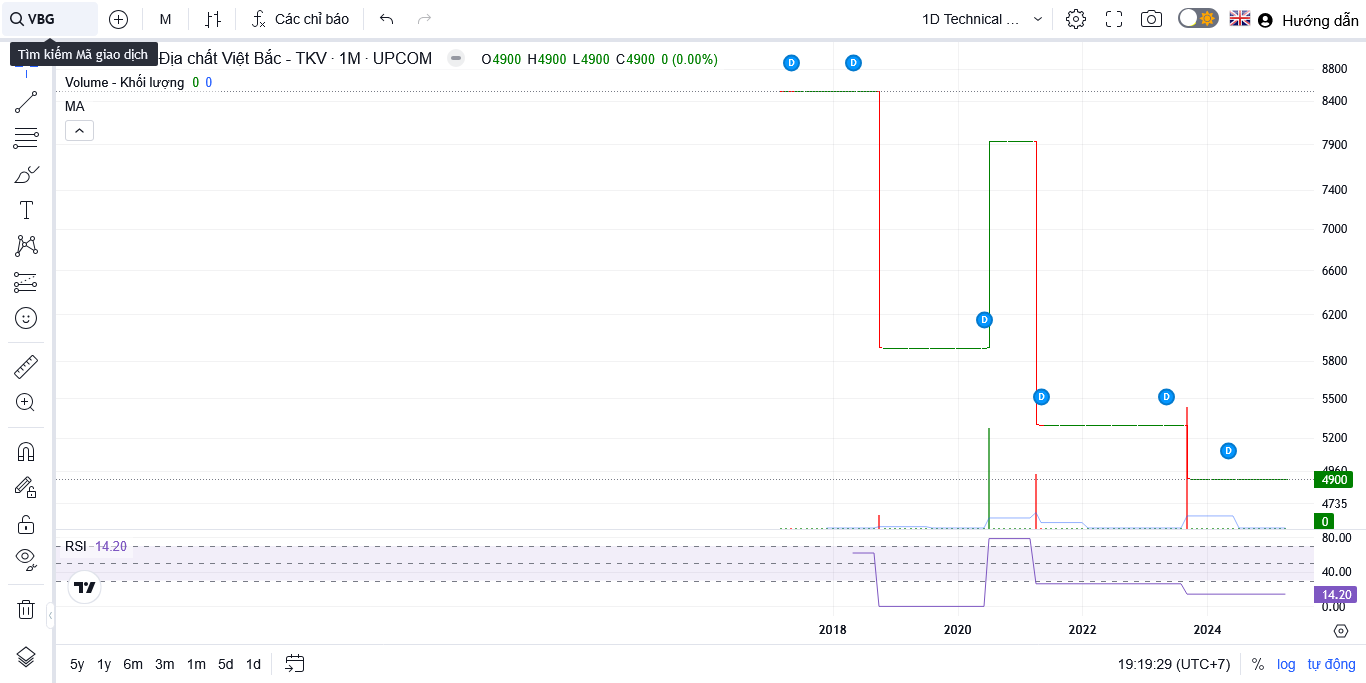 VBG
M
Các chỉ báo
1D Technical ...
Hướng dẫn
Tìm kiếm Mã giao dịch
Địa chất Việt Bắc - TKV · 1M · UPCOM
O4900 H4900 L4900 C4900 0 (0.00%)
Volume - Khối lượng 0 0
MA
D D
D
D
D
D
8800
8400
7900
7400
7000
6600
6200
5800
5500
5200
4960
4900
4735
0
RSI 14.20
80.00
40.00
14.20
0.00
2018 2020 2022 2024
5y 1y 6m 3m 1m 5d 1d
19:19:29 (UTC+7)
% log tự động